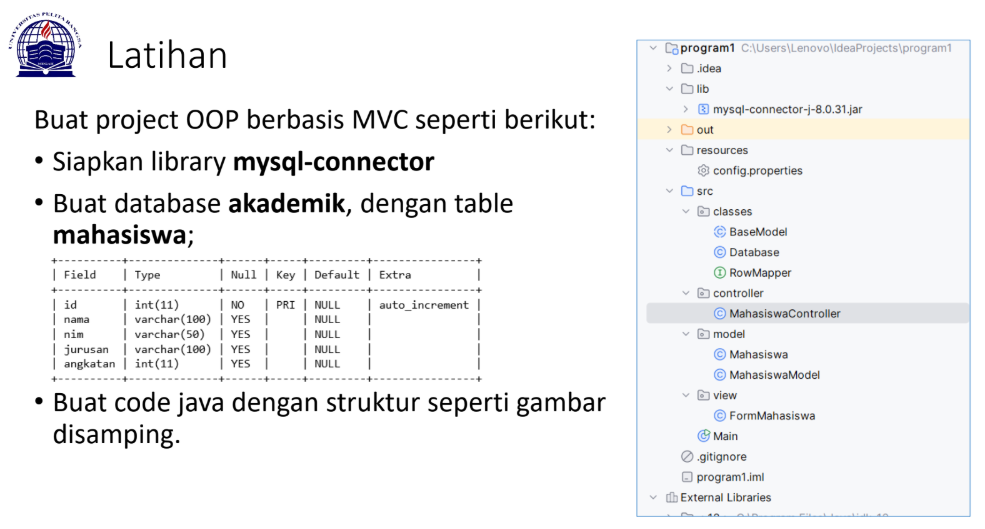 UNIVERSITAS PELITA BANGSA
Latihan
Buat project OOP berbasis MVC seperti berikut:
• Siapkan library mysql-connector
• Buat database akademik, dengan table
mahasiswa;
+----------+--------------+------+-----+---------+----------------+
| Field | Type | Null | Key | Default | Extra |
+----------+--------------+------+-----+---------+----------------+
| id | int(11) | NO | PRI | NULL | auto_increment |
| nama | varchar(100) | YES | | NULL | |
| nim | varchar(50) | YES | | NULL | |
| jurusan | varchar(100) | YES | | NULL | |
| angkatan | int(11) | YES | | NULL | |
+----------+--------------+------+-----+---------+----------------+
• Buat code java dengan struktur seperti gambar
disamping.
program1 C:\Users\Lenovo\IdeaProjects\program1
.idea
lib
mysql-connector-j-8.0.31.jar
out
resources
config.properties
src
classes
BaseModel
Database
RowMapper
controller
MahasiswaController
model
Mahasiswa
MahasiswaModel
view
FormMahasiswa
Main
.gitignore
program1.iml
External Libraries